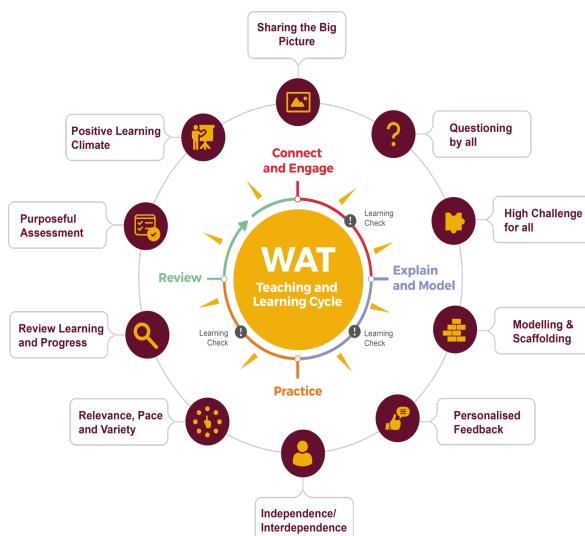 Sharing the Big
Picture
Positive Learning
Climate
Questioning
by all
Connect
and Engage
Purposeful
Assessment
Learning
Check
High Challenge
for all
WAT
Teaching and
Learning Cycle
Review
Explain
and Model
Review Learning
and Progress
Learning
Check
Learning
Check
Modelling &
Scaffolding
Practice
Relevance, Pace
and Variety
Personalised
Feedback
Independence/
Interdependence